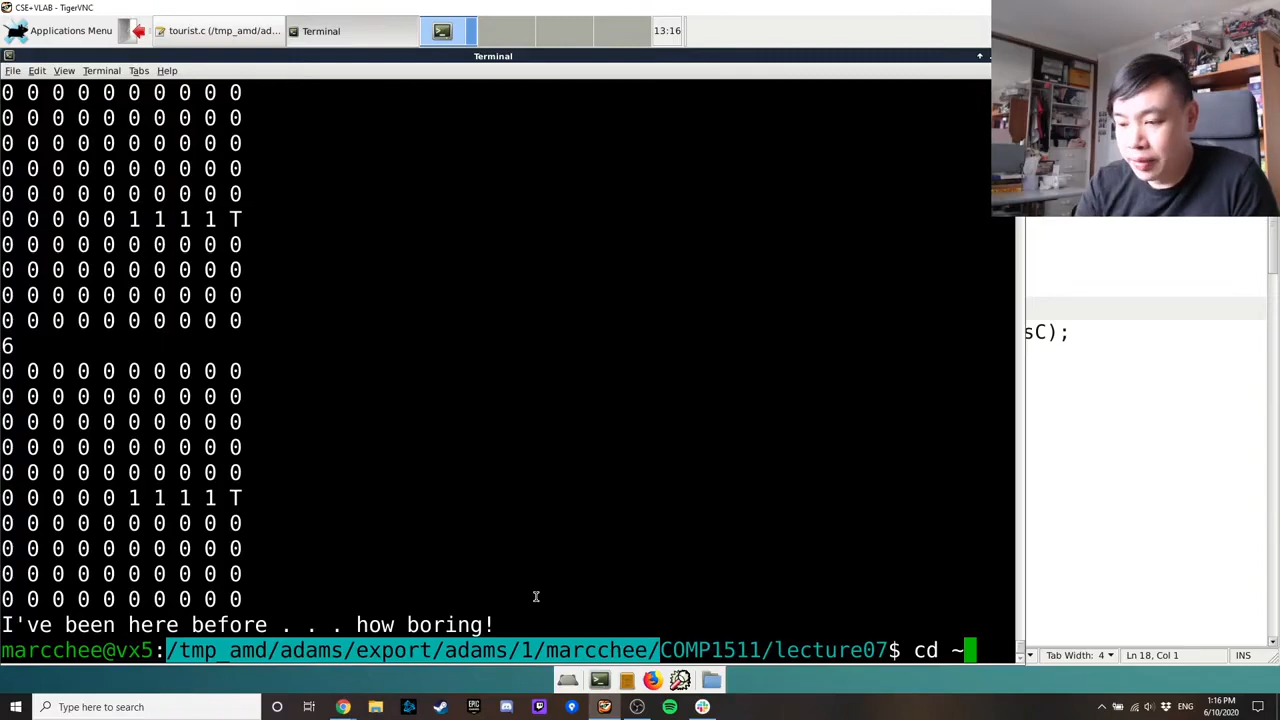 CSE+VLAB - TigerVNC
Applications Menu
tourist.c (/tmp_amd/ad...
Terminal
13:16
Terminal
File Edit View Terminal Tabs Help
0 0 0 0 0 0 0 0 0 0
0 0 0 0 0 0 0 0 0 0
0 0 0 0 0 0 0 0 0 0
0 0 0 0 0 0 0 0 0 0
0 0 0 0 0 0 0 0 0 0
0 0 0 0 0 1 1 1 1 T
0 0 0 0 0 0 0 0 0 0
0 0 0 0 0 0 0 0 0 0
0 0 0 0 0 0 0 0 0 0
0 0 0 0 0 0 0 0 0 0
6
0 0 0 0 0 0 0 0 0 0
0 0 0 0 0 0 0 0 0 0
0 0 0 0 0 0 0 0 0 0
0 0 0 0 0 0 0 0 0 0
0 0 0 0 0 0 0 0 0 0
0 0 0 0 0 1 1 1 1 T
0 0 0 0 0 0 0 0 0 0
0 0 0 0 0 0 0 0 0 0
0 0 0 0 0 0 0 0 0 0
0 0 0 0 0 0 0 0 0 0
I've been here before . . . how boring!
marcchee@vx5:/tmp_amd/adams/export/adams/1/marcchee/COMP1511/lecture07$ cd ~
sC);
Tab Width: 4
Ln 18, Col 1
INS
Type here to search
ENG
1:16 PM
6/10/2020